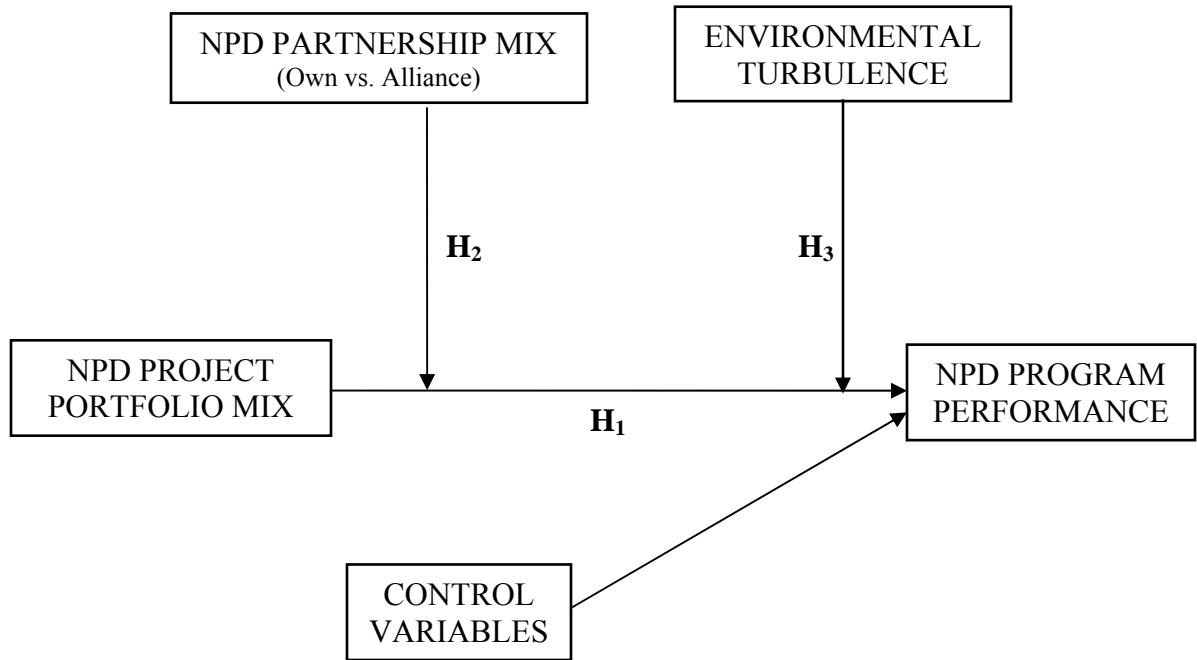 NPD PARTNERSHIP MIX
(Own vs. Alliance)
ENVIRONMENTAL
TURBULENCE
H₂
H₃
NPD PROJECT
PORTFOLIO MIX
NPD PROGRAM
PERFORMANCE
H₁
CONTROL
VARIABLES